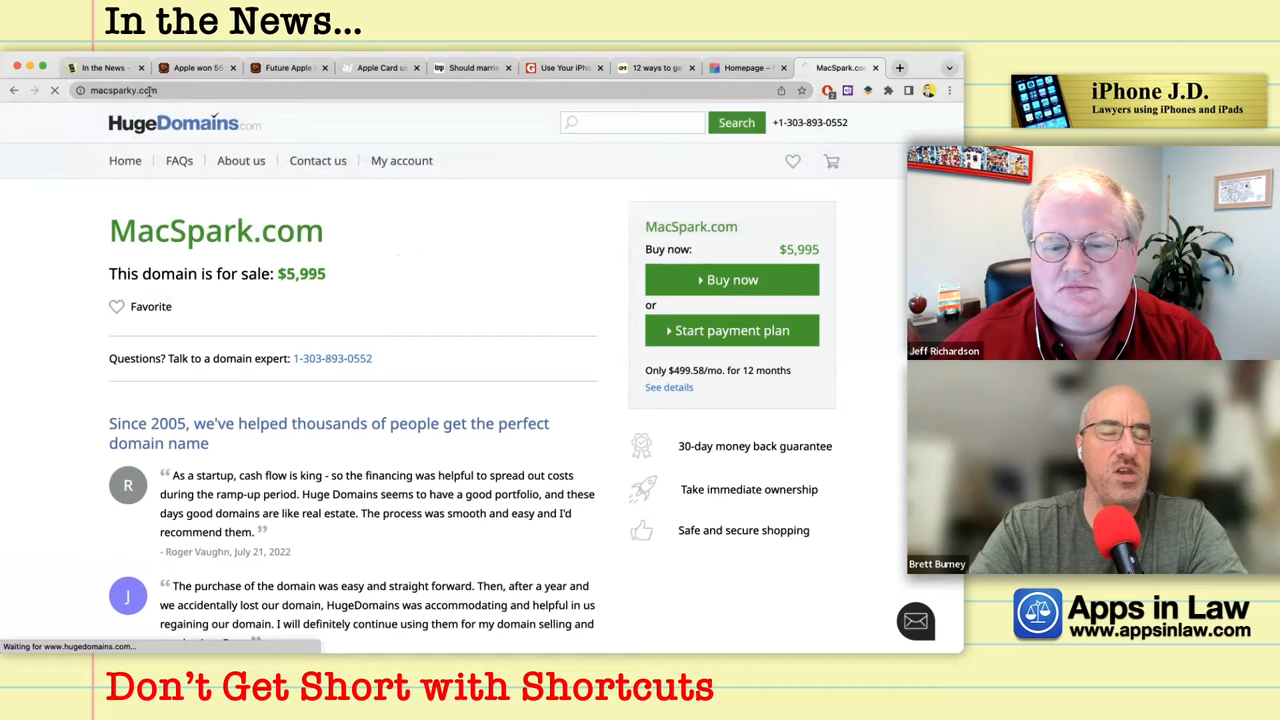 In the News...
In the News –
Apple won 55
Future Apple
Apple Card us
Should marrie
Use Your iPho
12 ways to ge
Homepage –
MacSpark.com
macsparky.com
HugeDomains.com
Search
+1-303-893-0552
Home
FAQs
About us
Contact us
My account
MacSpark.com
This domain is for sale: $5,995
Favorite
Questions? Talk to a domain expert: 1-303-893-0552
Since 2005, we've helped thousands of people get the perfect
domain name
R
“ As a startup, cash flow is king - so the financing was helpful to spread out costs
during the ramp-up period. Huge Domains seems to have a good portfolio, and these
days good domains are like real estate. The process was smooth and easy and I'd
recommend them. ”
- Roger Vaughn, July 21, 2022
J
“ The purchase of the domain was easy and straight forward. Then, after a year and
we accidentally lost our domain, HugeDomains was accommodating and helpful in us
regaining our domain. I will definitely continue using them for my domain selling and
MacSpark.com
Buy now: $5,995
Buy now
or
Start payment plan
Only $499.58/mo. for 12 months
See details
30-day money back guarantee
Take immediate ownership
Safe and secure shopping
Waiting for www.hugedomains.com...
iPhone J.D.
Lawyers using iPhones and iPads
Jeff Richardson
Brett Burney
Apps in Law
www.appsinlaw.com
Don't Get Short with Shortcuts